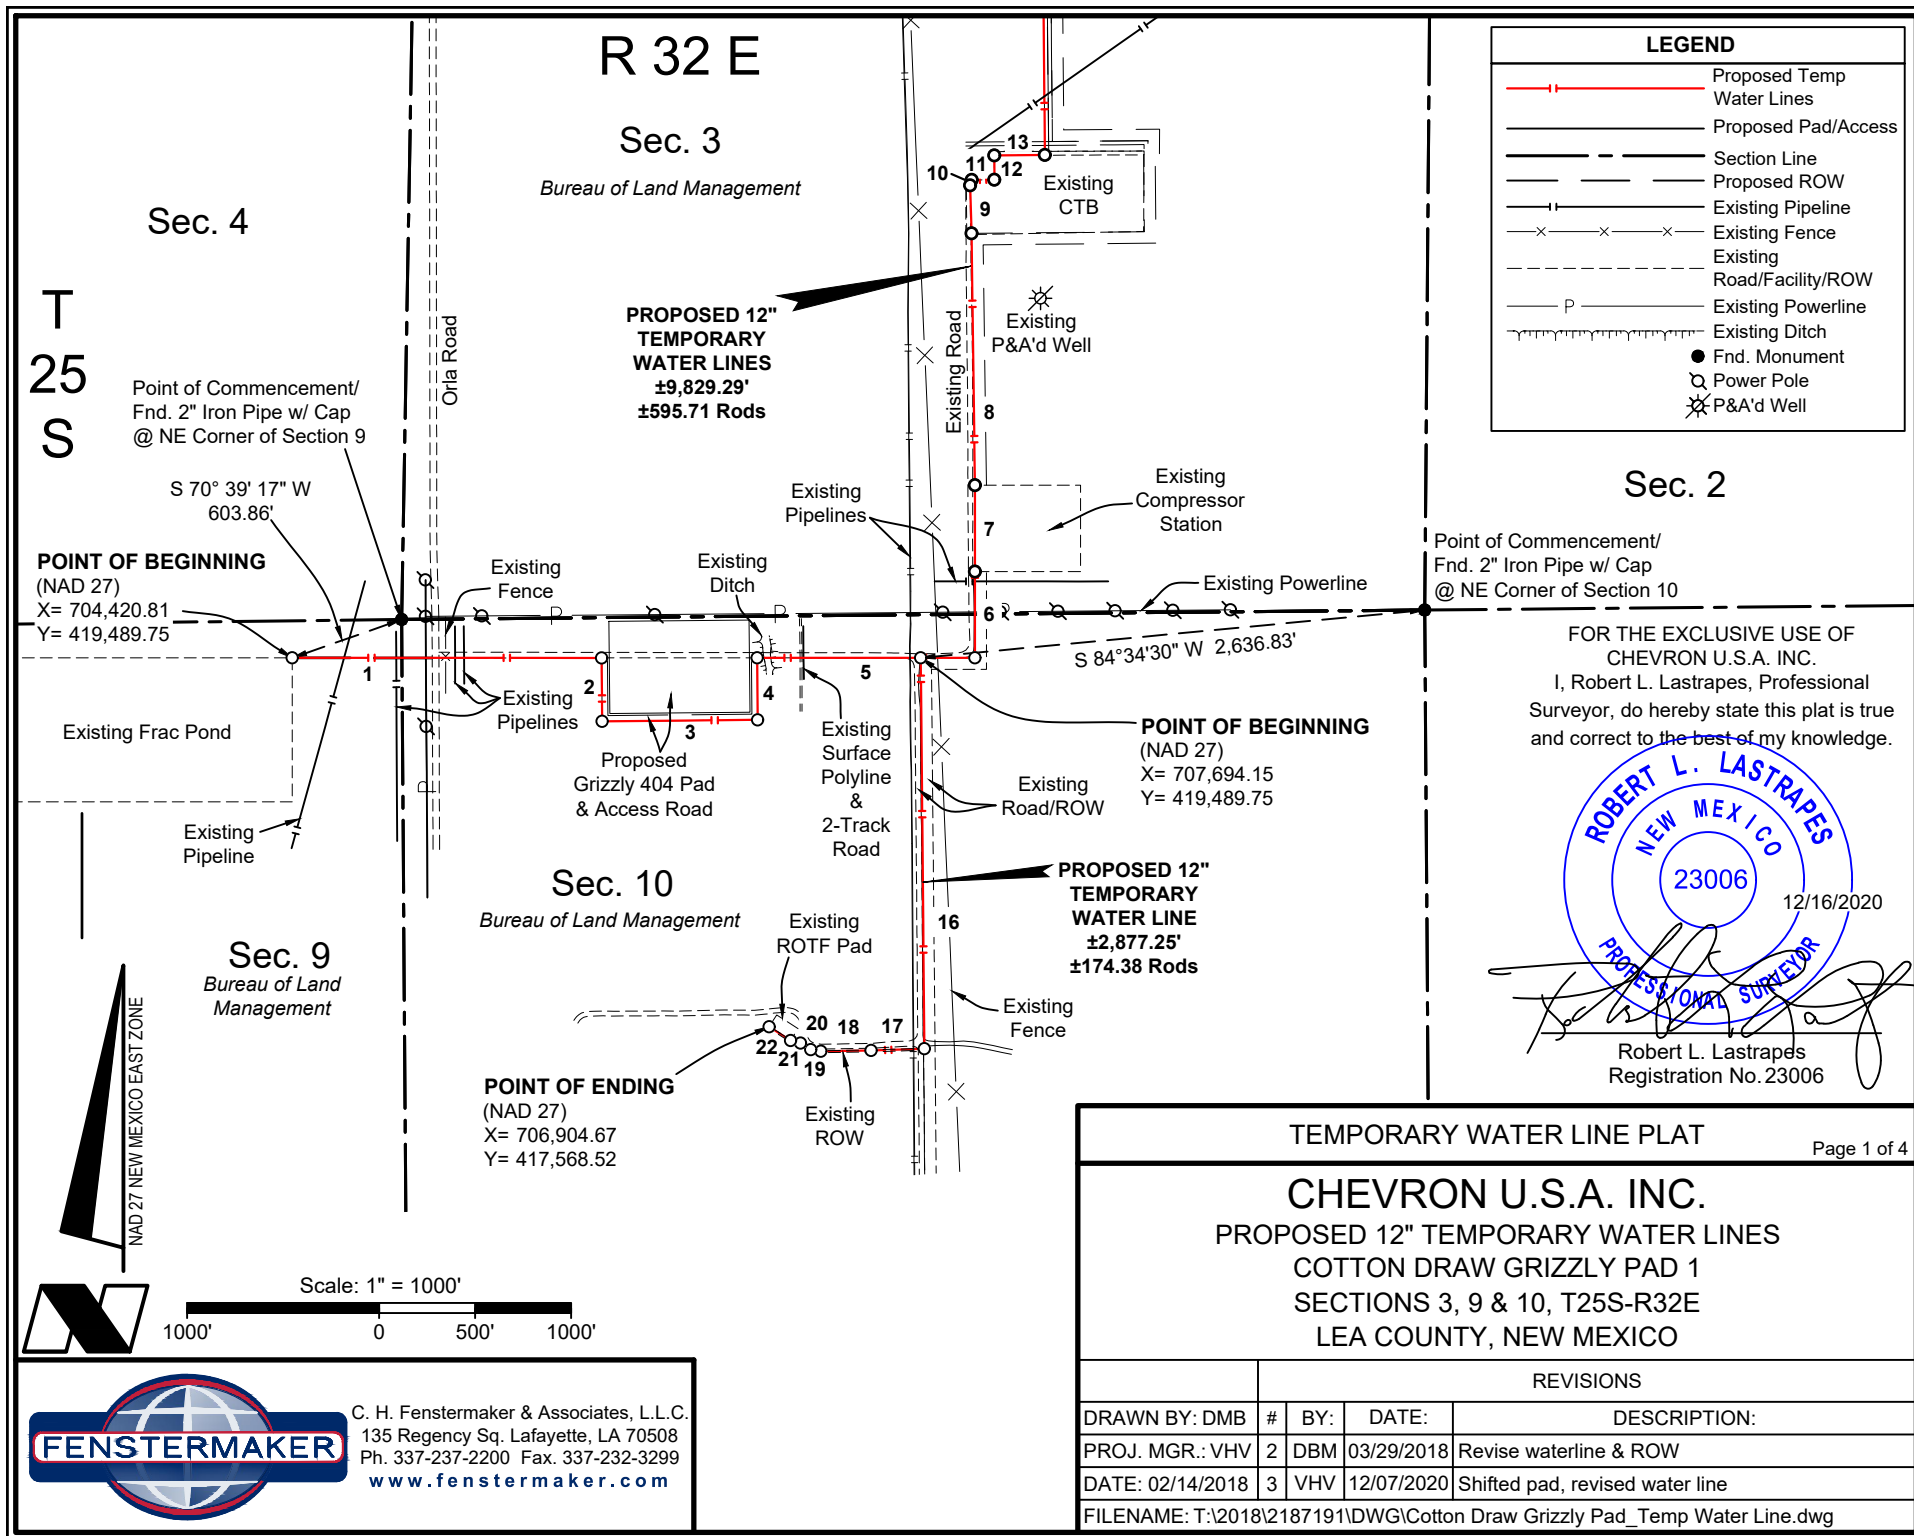 R 32 E
Sec. 3
Bureau of Land Management
Sec. 4
T
25
S
Point of Commencement/
Fnd. 2" Iron Pipe w/ Cap
@ NE Corner of Section 9
S 70° 39' 17" W
603.86'
POINT OF BEGINNING
(NAD 27)
X= 704,420.81
Y= 419,489.75
Orla Road
PROPOSED 12"
TEMPORARY
WATER LINES
±9,829.29'
±595.71 Rods
Existing Road
10
11
12
13
9
8
7
6
Existing
CTB
Existing
P&A'd Well
Existing
Pipelines
Existing
Compressor
Station
Existing Powerline
P
P
P
P
Existing
Fence
Existing
Ditch
S 84°34'30" W 2,636.83'
1
2
3
4
5
Existing Frac Pond
Existing
Pipeline
Existing
Pipelines
Proposed
Grizzly 404 Pad
& Access Road
Existing
Surface
Polyline
&
2-Track
Road
Existing
Road/ROW
POINT OF BEGINNING
(NAD 27)
X= 707,694.15
Y= 419,489.75
PROPOSED 12"
TEMPORARY
WATER LINE
±2,877.25'
±174.38 Rods
16
Sec. 10
Bureau of Land Management
Existing
ROTF Pad
Existing
Fence
Sec. 9
Bureau of Land
Management
22
21
20
19
18
17
POINT OF ENDING
(NAD 27)
X= 706,904.67
Y= 417,568.52
Existing
ROW
NAD 27 NEW MEXICO EAST ZONE
Scale: 1" = 1000'
1000'
0
500'
1000'
LEGEND
Proposed Temp
Water Lines
Proposed Pad/Access
Section Line
Proposed ROW
Existing Pipeline
Existing Fence
Existing
Road/Facility/ROW
P
Existing Powerline
Existing Ditch
Fnd. Monument
Power Pole
P&A'd Well
Sec. 2
Point of Commencement/
Fnd. 2" Iron Pipe w/ Cap
@ NE Corner of Section 10
FOR THE EXCLUSIVE USE OF
CHEVRON U.S.A. INC.
I, Robert L. Lastrapes, Professional
Surveyor, do hereby state this plat is true
and correct to the best of my knowledge.
ROBERT L. LASTRAPES
NEW MEXICO
23006
PROFESSIONAL SURVEYOR
12/16/2020
Robert L. Lastrapes
Registration No. 23006
TEMPORARY WATER LINE PLAT
Page 1 of 4
CHEVRON U.S.A. INC.
PROPOSED 12" TEMPORARY WATER LINES
COTTON DRAW GRIZZLY PAD 1
SECTIONS 3, 9 & 10, T25S-R32E
LEA COUNTY, NEW MEXICO
REVISIONS
DRAWN BY: DMB # BY: DATE: DESCRIPTION:
PROJ. MGR.: VHV 2 DBM 03/29/2018 Revise waterline & ROW
DATE: 02/14/2018 3 VHV 12/07/2020 Shifted pad, revised water line
FILENAME: T:\2018\2187191\DWG\Cotton Draw Grizzly Pad_Temp Water Line.dwg
FENSTERMAKER
C. H. Fenstermaker & Associates, L.L.C.
135 Regency Sq. Lafayette, LA 70508
Ph. 337-237-2200 Fax. 337-232-3299
www.fenstermaker.com